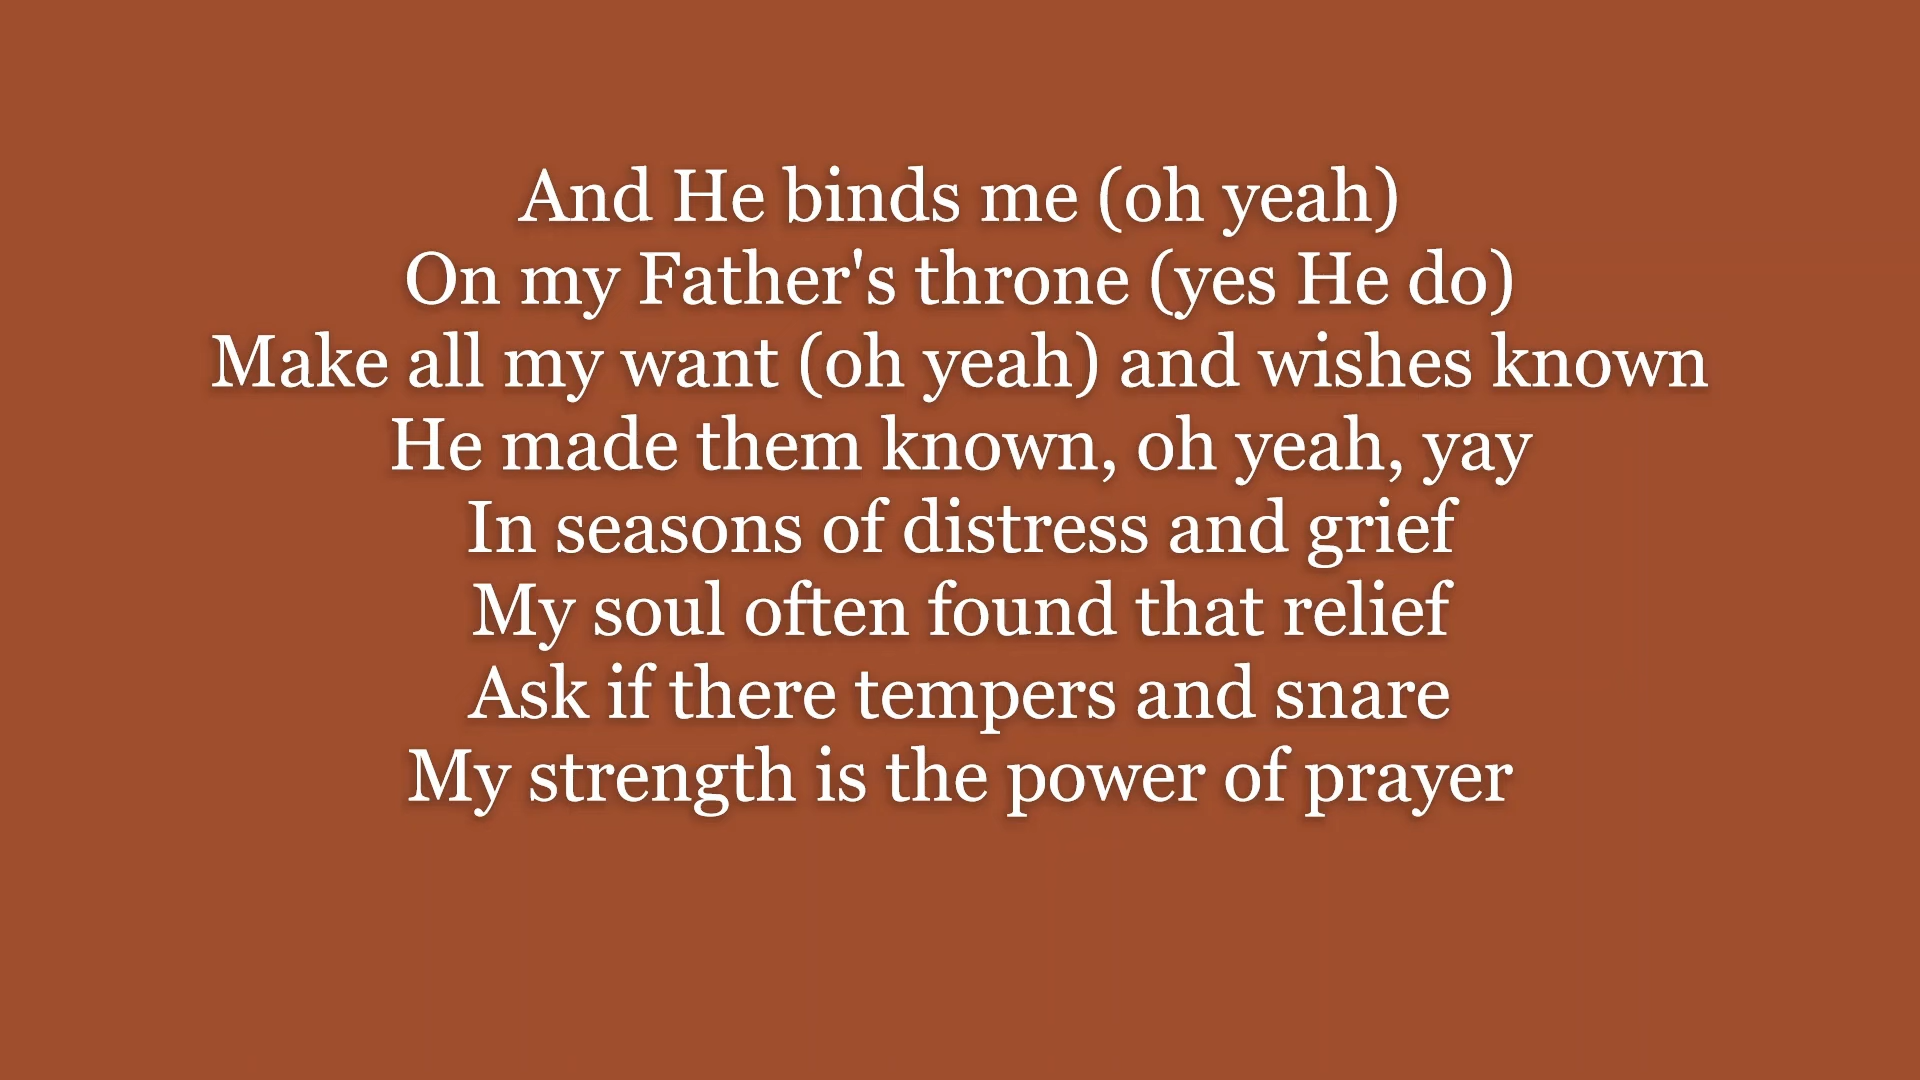 And He binds me (oh yeah)
On my Father's throne (yes He do)
Make all my want (oh yeah) and wishes known
He made them known, oh yeah, yay
In seasons of distress and grief
My soul often found that relief
Ask if there tempers and snare
My strength is the power of prayer